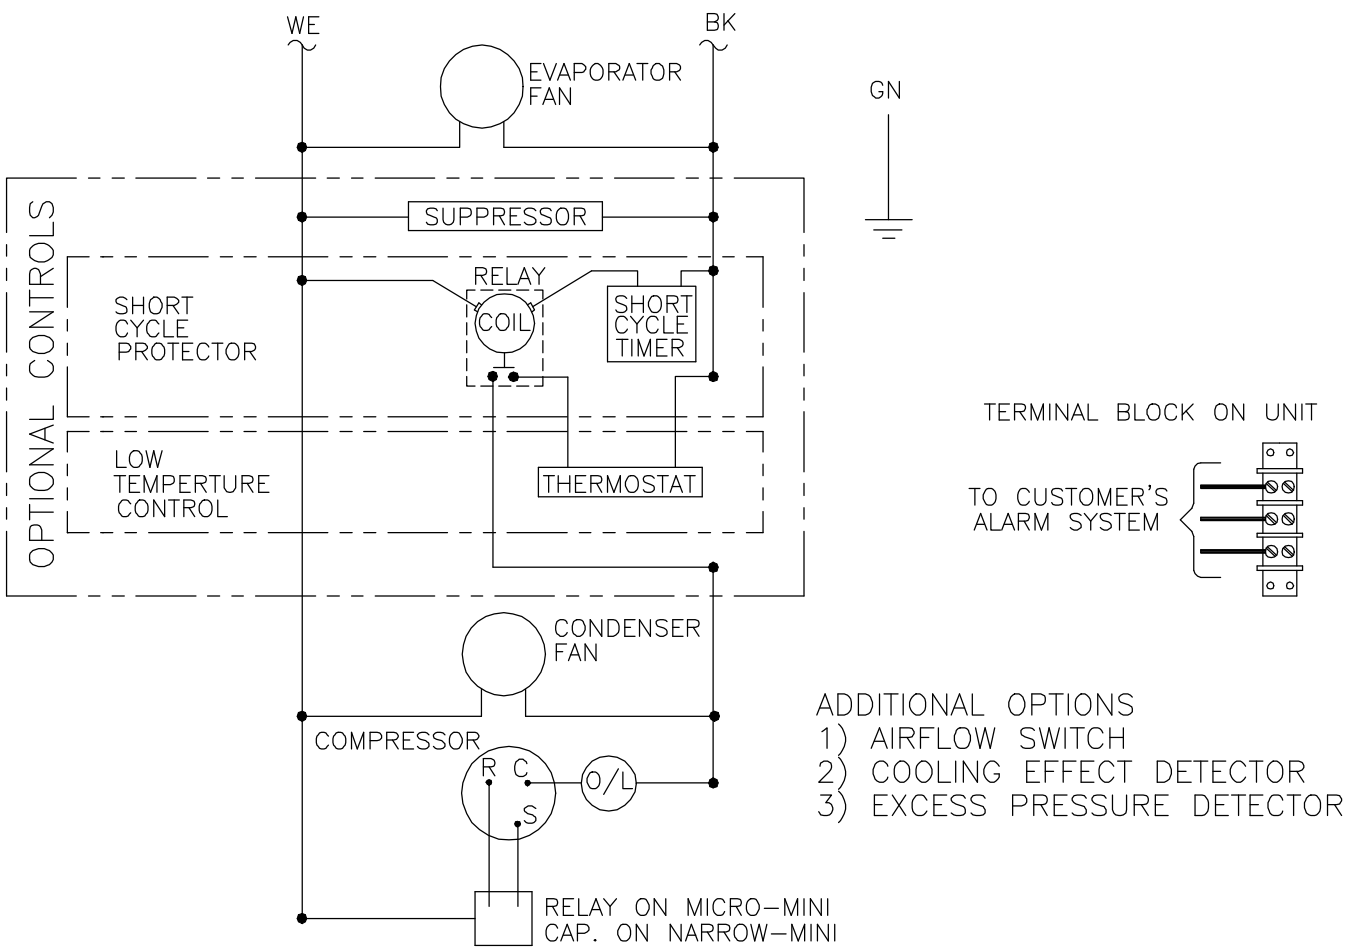 WE
BK
EVAPORATOR
FAN
GN
OPTIONAL CONTROLS
SUPPRESSOR
RELAY
COIL
SHORT
CYCLE
TIMER
SHORT
CYCLE
PROTECTOR
LOW
TEMPERTURE
CONTROL
THERMOSTAT
TERMINAL BLOCK ON UNIT
TO CUSTOMER'S
ALARM SYSTEM
CONDENSER
FAN
COMPRESSOR
R C
S
O/L
ADDITIONAL OPTIONS
1) AIRFLOW SWITCH
2) COOLING EFFECT DETECTOR
3) EXCESS PRESSURE DETECTOR
RELAY ON MICRO-MINI
CAP. ON NARROW-MINI